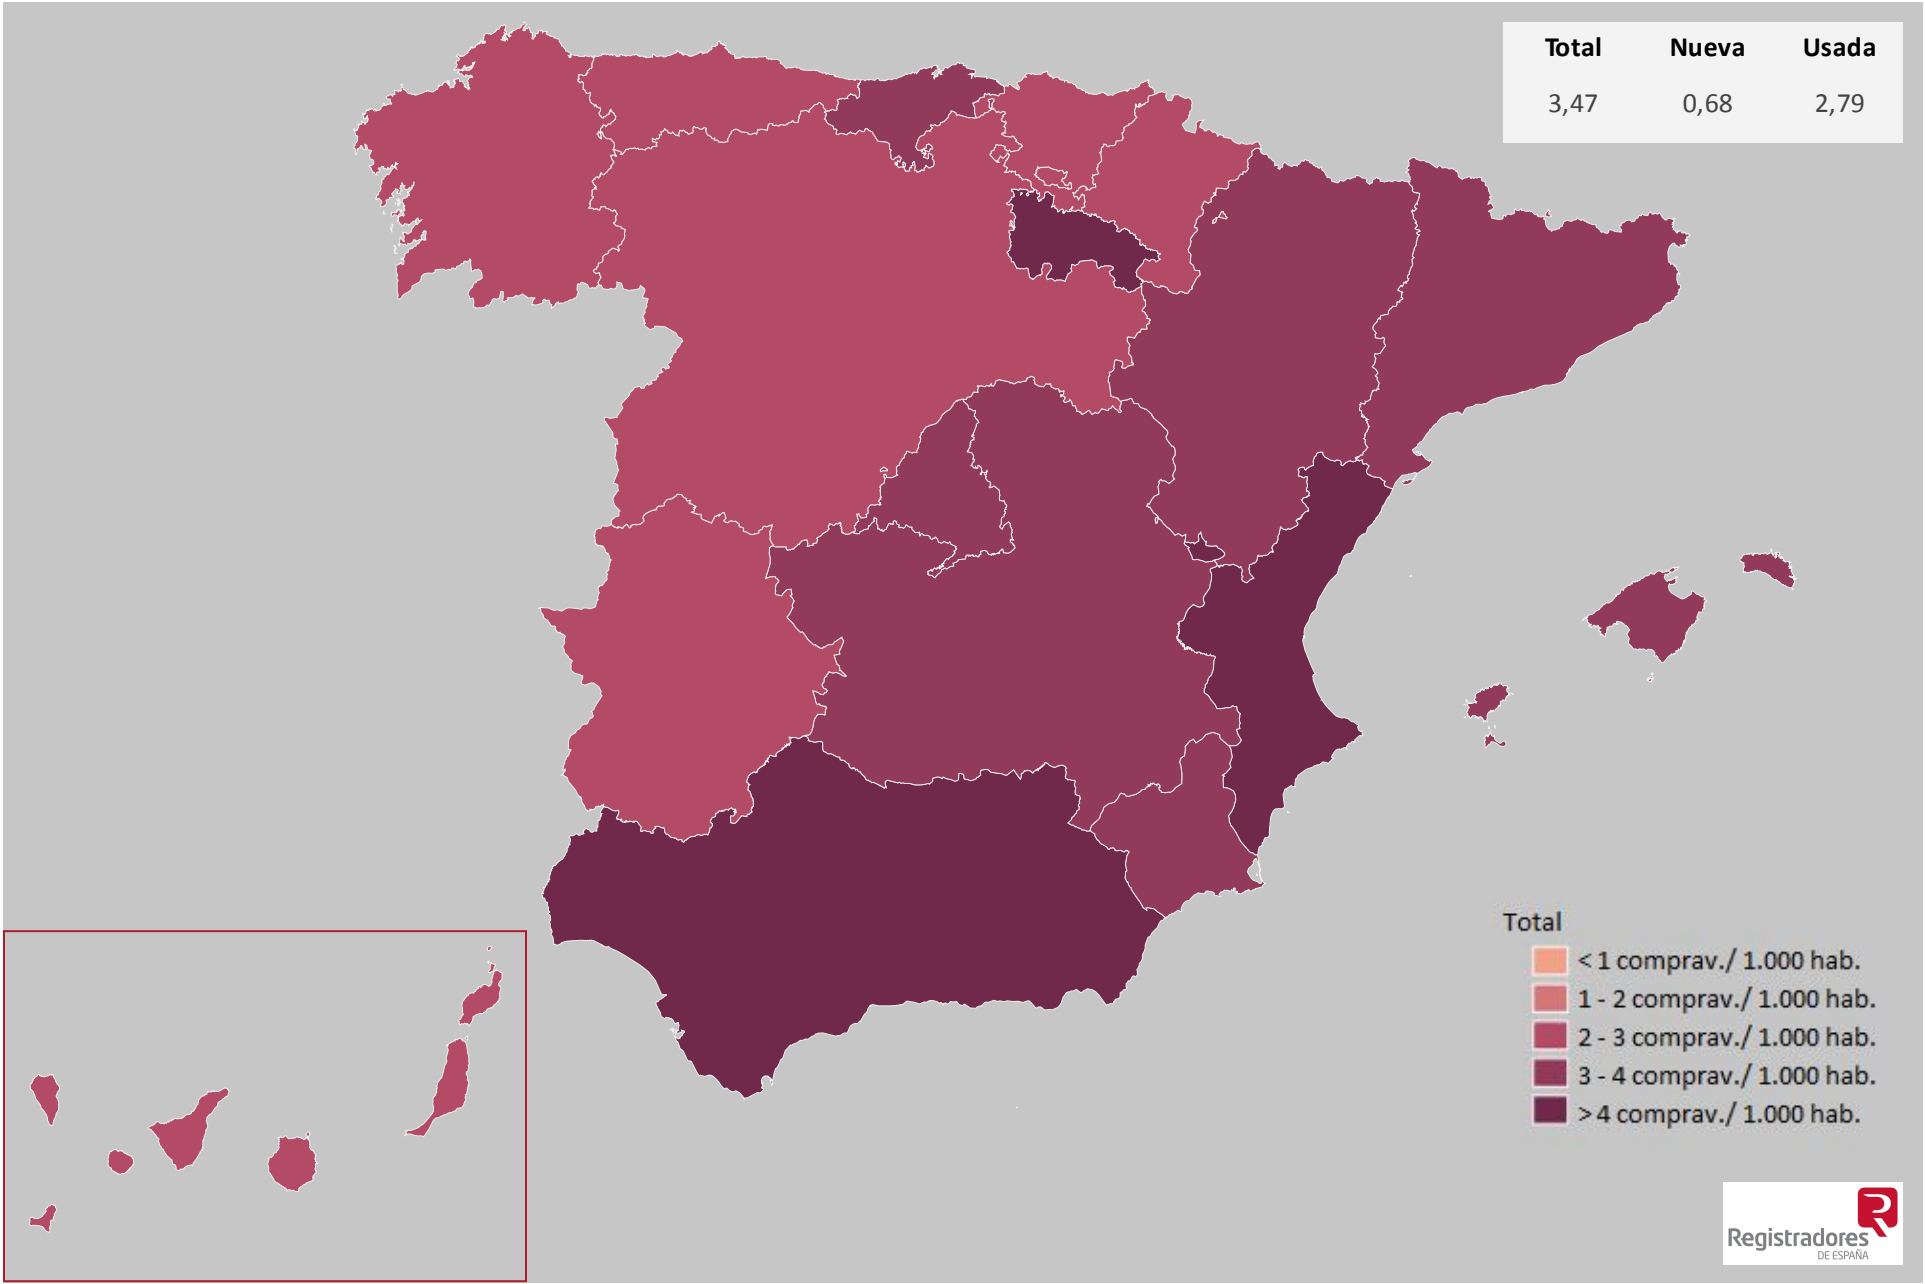 Total Nueva Usada
3,47 0,68 2,79
Total
< 1 comprav./ 1.000 hab.
1 - 2 comprav./ 1.000 hab.
2 - 3 comprav./ 1.000 hab.
3 - 4 comprav./ 1.000 hab.
> 4 comprav./ 1.000 hab.
Registradores
DE ESPAÑA